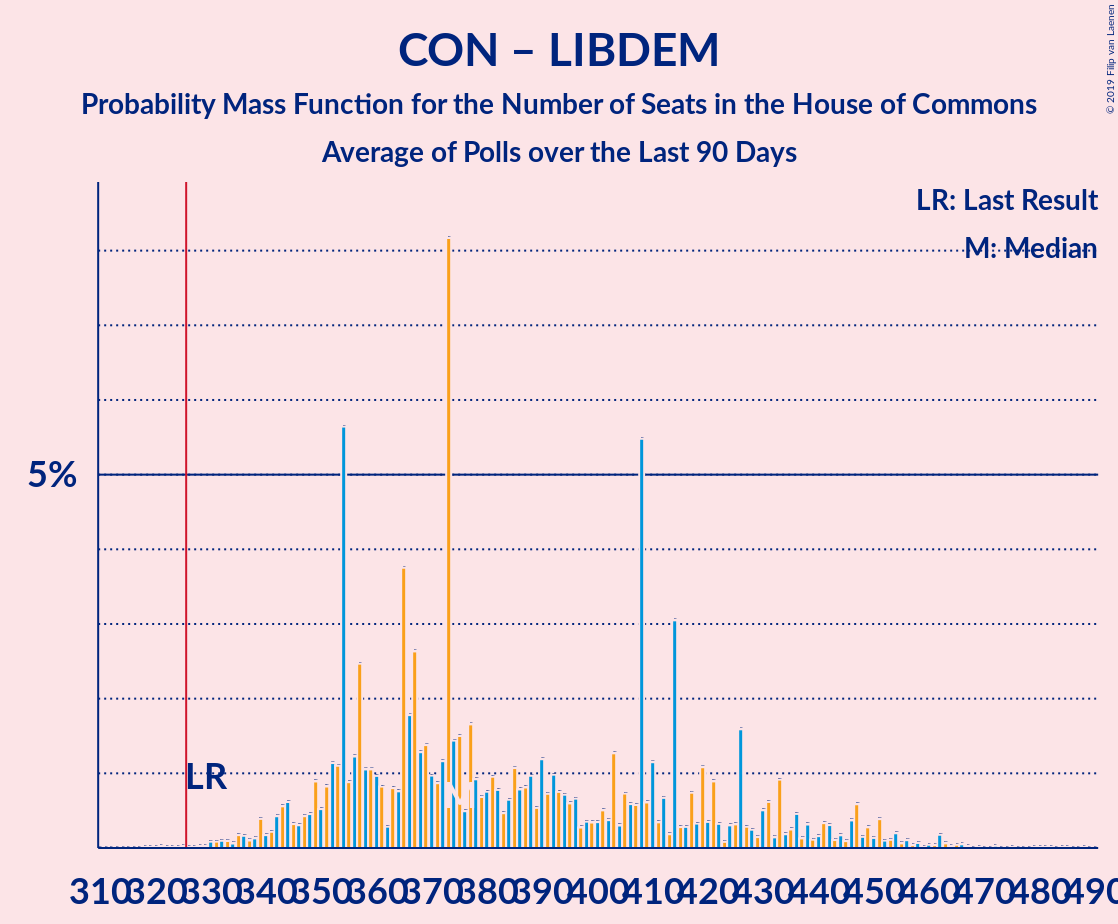 CON – LIBDEM
Probability Mass Function for the Number of Seats in the House of Commons
Average of Polls over the Last 90 Days
© 2019 Filip van Laenen
LR: Last Result
M: Median
5%
LR
M
310 320 330 340 350 360 370 380 390 400 410 420 430 440 450 460 470 480 490